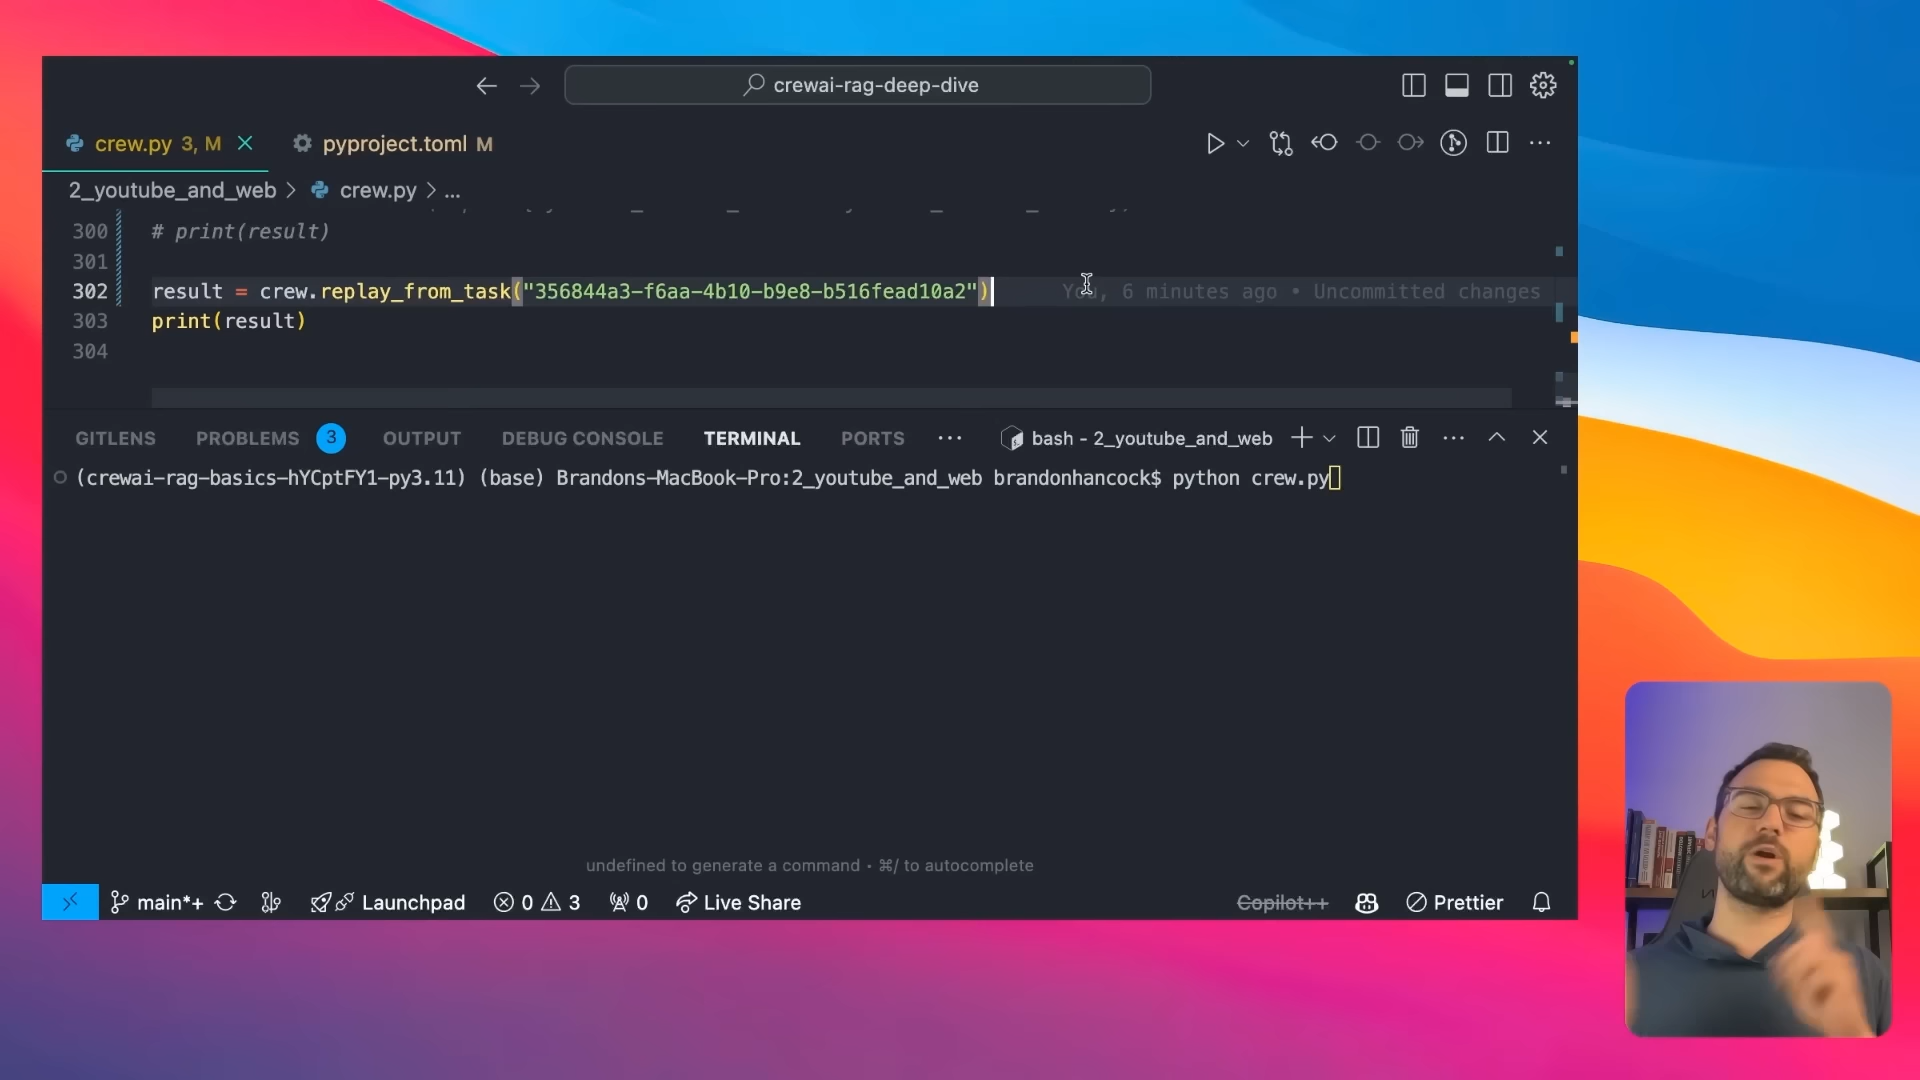 crewai-rag-deep-dive
crew.py 3, M
pyproject.toml M
2_youtube_and_web > crew.py > ...
300 # print(result)
301
302 result = crew.replay_from_task("356844a3-f6aa-4b10-b9e8-b516fead10a2") You, 6 minutes ago • Uncommitted changes
303 print(result)
304
GITLENS PROBLEMS 3 OUTPUT DEBUG CONSOLE TERMINAL PORTS ... bash - 2_youtube_and_web
(crewai-rag-basics-hYCptFY1-py3.11) (base) Brandons-MacBook-Pro:2_youtube_and_web brandonhancock$ python crew.py
undefined to generate a command • ⌘/ to autocomplete
main*+ Launchpad 0 3 0 Live Share Copilot++ Prettier